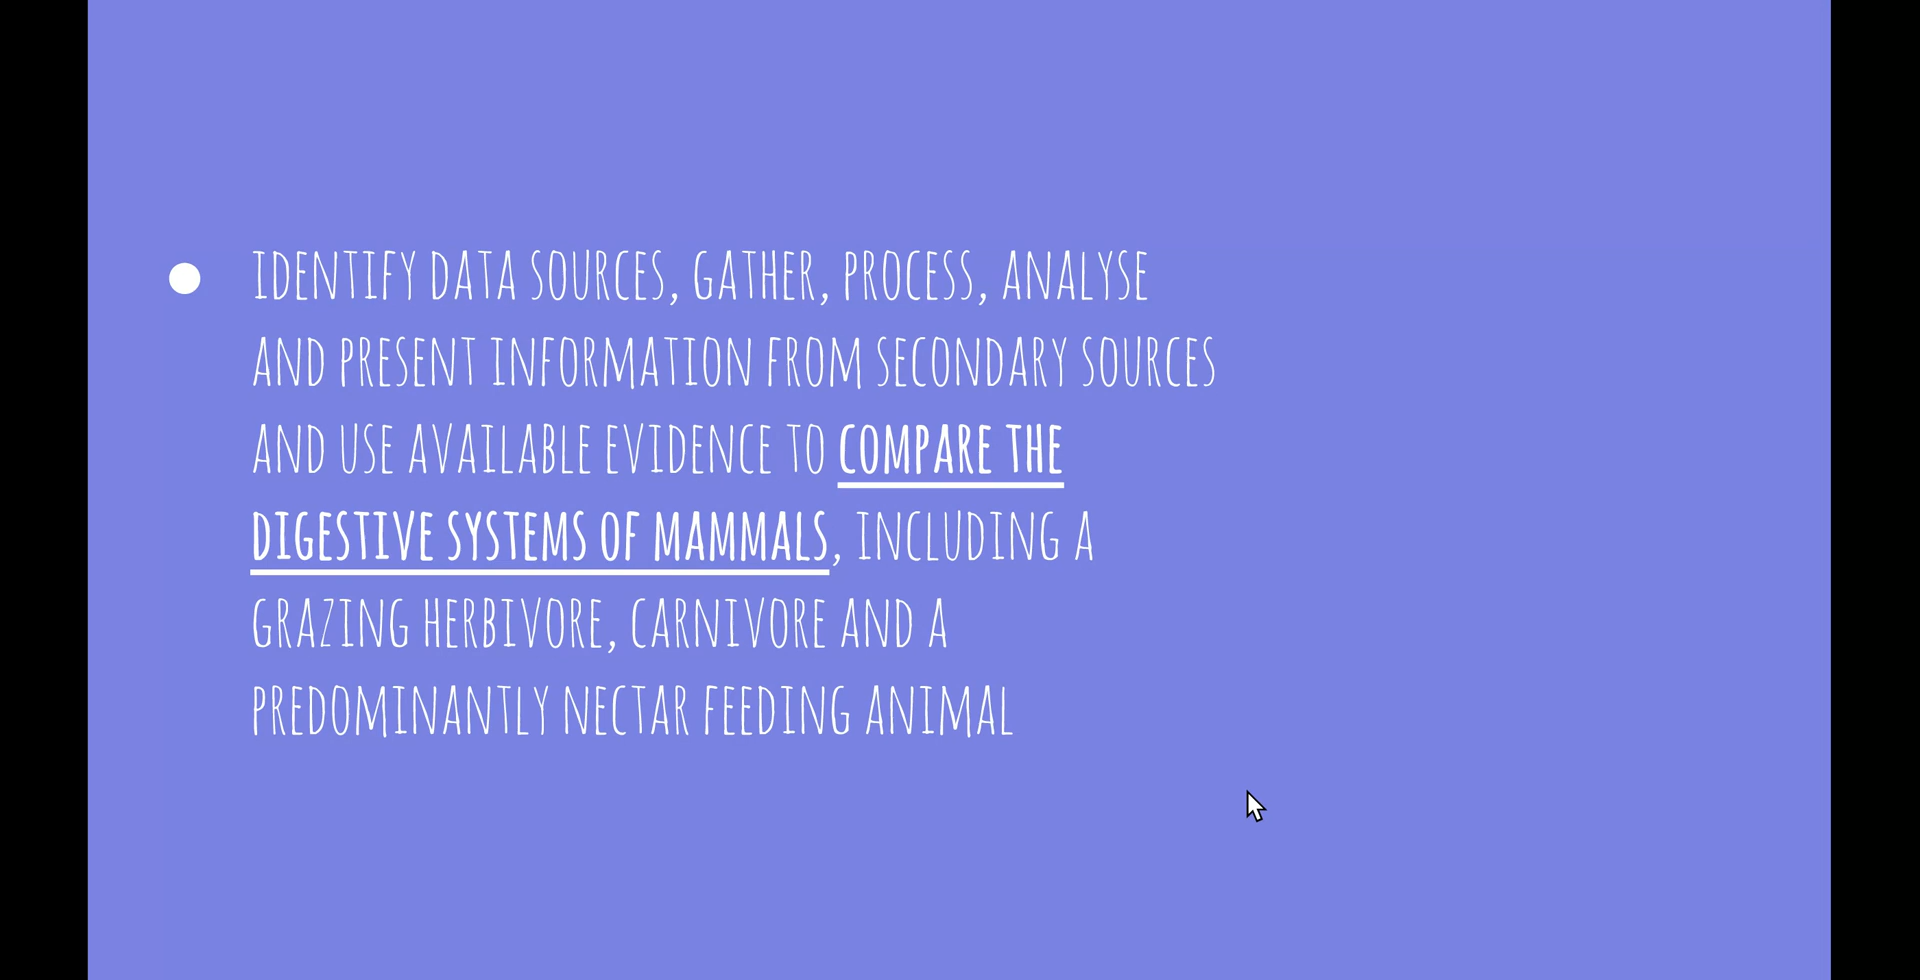 IDENTIFY DATA SOURCES, GATHER, PROCESS, ANALYSE
AND PRESENT INFORMATION FROM SECONDARY SOURCES
AND USE AVAILABLE EVIDENCE TO COMPARE THE
DIGESTIVE SYSTEMS OF MAMMALS, INCLUDING A
GRAZING HERBIVORE, CARNIVORE AND A
PREDOMINANTLY NECTAR FEEDING ANIMAL